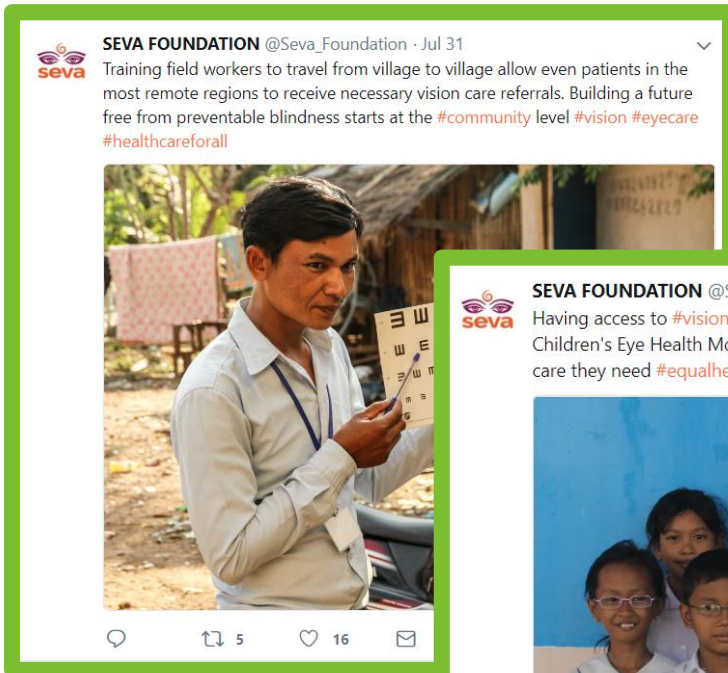 SEVA FOUNDATION @Seva_Foundation · Jul 31
seva
Training field workers to travel from village to village allow even patients in the
most remote regions to receive necessary vision care referrals. Building a future
free from preventable blindness starts at the #community level #vision #eyecare
#healthcareforall
5 16
SEVA FOUNDATION
seva
Having access to #vision
Children's Eye Health
care they need